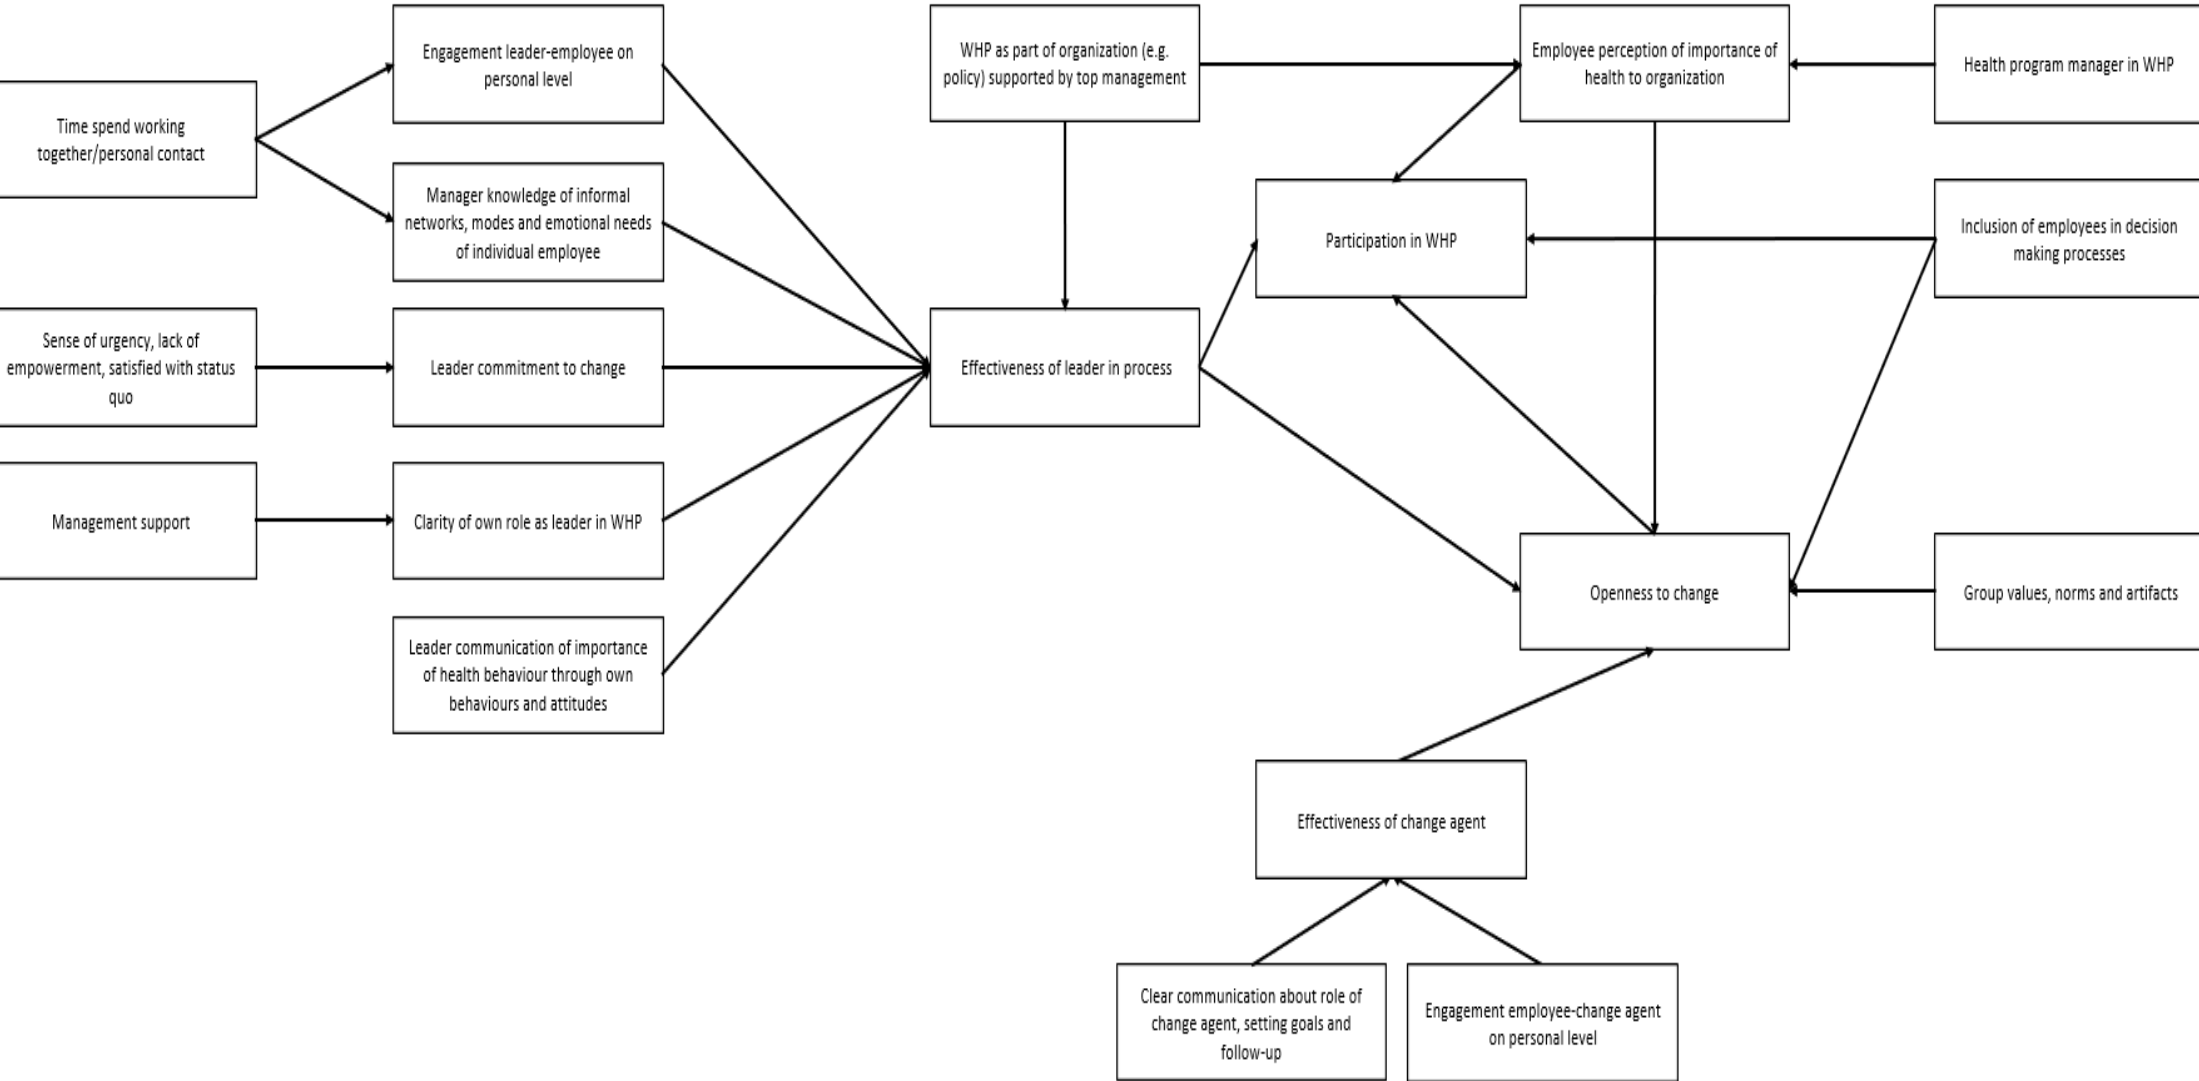 Engagement leader-employee on
personal level
WHP as part of organization (e.g.
policy) supported by top management
Employee perception of importance of
health to organization
Health program manager in WHP
Time spend working
together/personal contact
Manager knowledge of informal
networks, modes and emotional needs
of individual employee
Participation in WHP
Inclusion of employees in decision
making processes
Sense of urgency, lack of
empowerment, satisfied with status
quo
Leader commitment to change
Effectiveness of leader in process
Management support
Clarity of own role as leader in WHP
Openness to change
Group values, norms and artifacts
Leader communication of importance
of health behaviour through own
behaviours and attitudes
Effectiveness of change agent
Clear communication about role of
change agent, setting goals and
follow-up
Engagement employee-change agent
on personal level